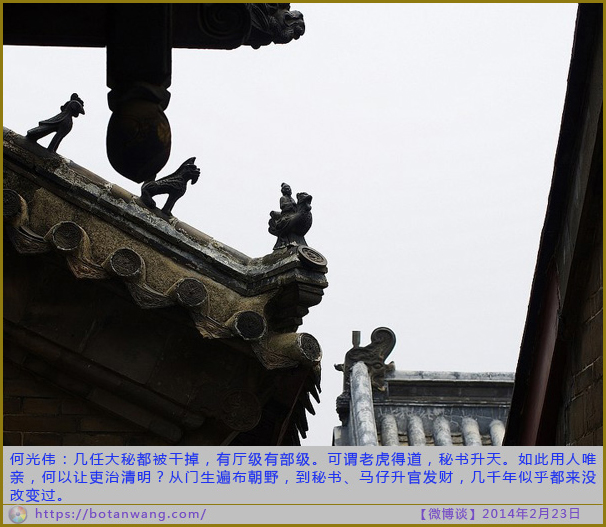 何光伟：几任大秘都被干掉，有厅级有部级。可谓老虎得道，秘书升天。如此用人唯
亲，何以让吏治清明？从门生遍布朝野，到秘书、马仔升官发财，几千年似乎都来没
改变过。
https://botanwang.com/
【微博谈】2014年2月23日